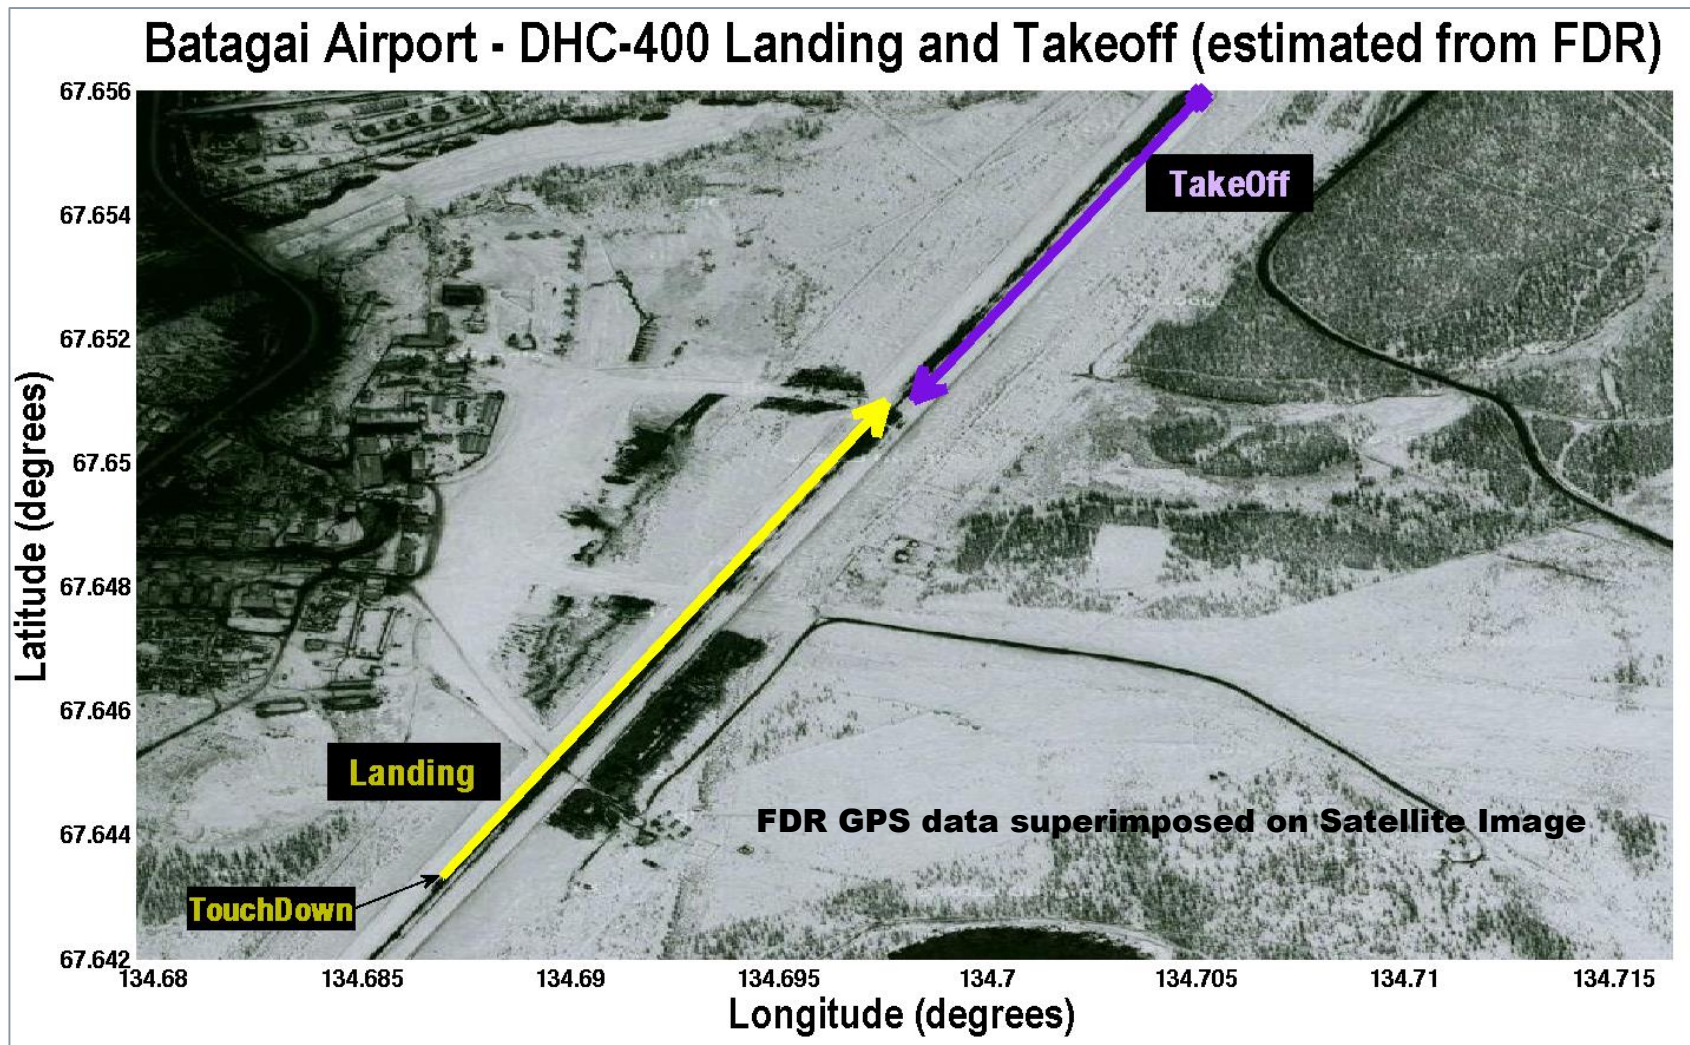 Batagai Airport - DHC-400 Landing and Takeoff (estimated from FDR)
67.656
67.654
67.652
67.65
67.648
67.646
67.644
67.642
Latitude (degrees)
TakeOff
Landing
FDR GPS data superimposed on Satellite Image
TouchDown
134.68 134.685 134.69 134.695 134.7 134.705 134.71 134.715
Longitude (degrees)